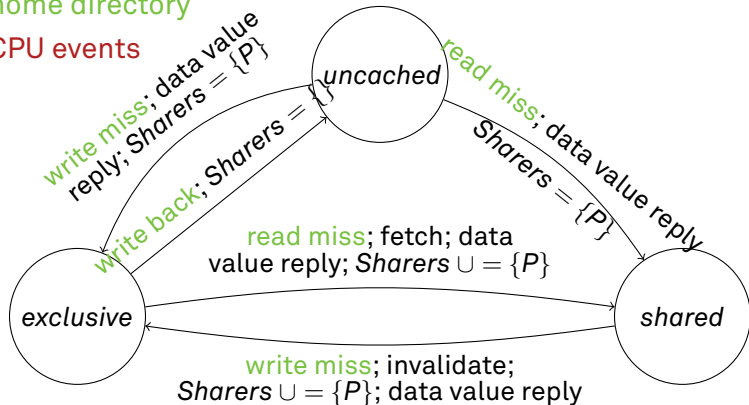 home directory
CPU events
write miss; data value
reply; Sharers = {P}
uncached
read miss; data value reply
Sharers = {P}
write back; Sharers = {}
read miss; fetch; data
value reply; Sharers ∪ = {P}
exclusive
shared
write miss; invalidate;
Sharers ∪ = {P}; data value reply